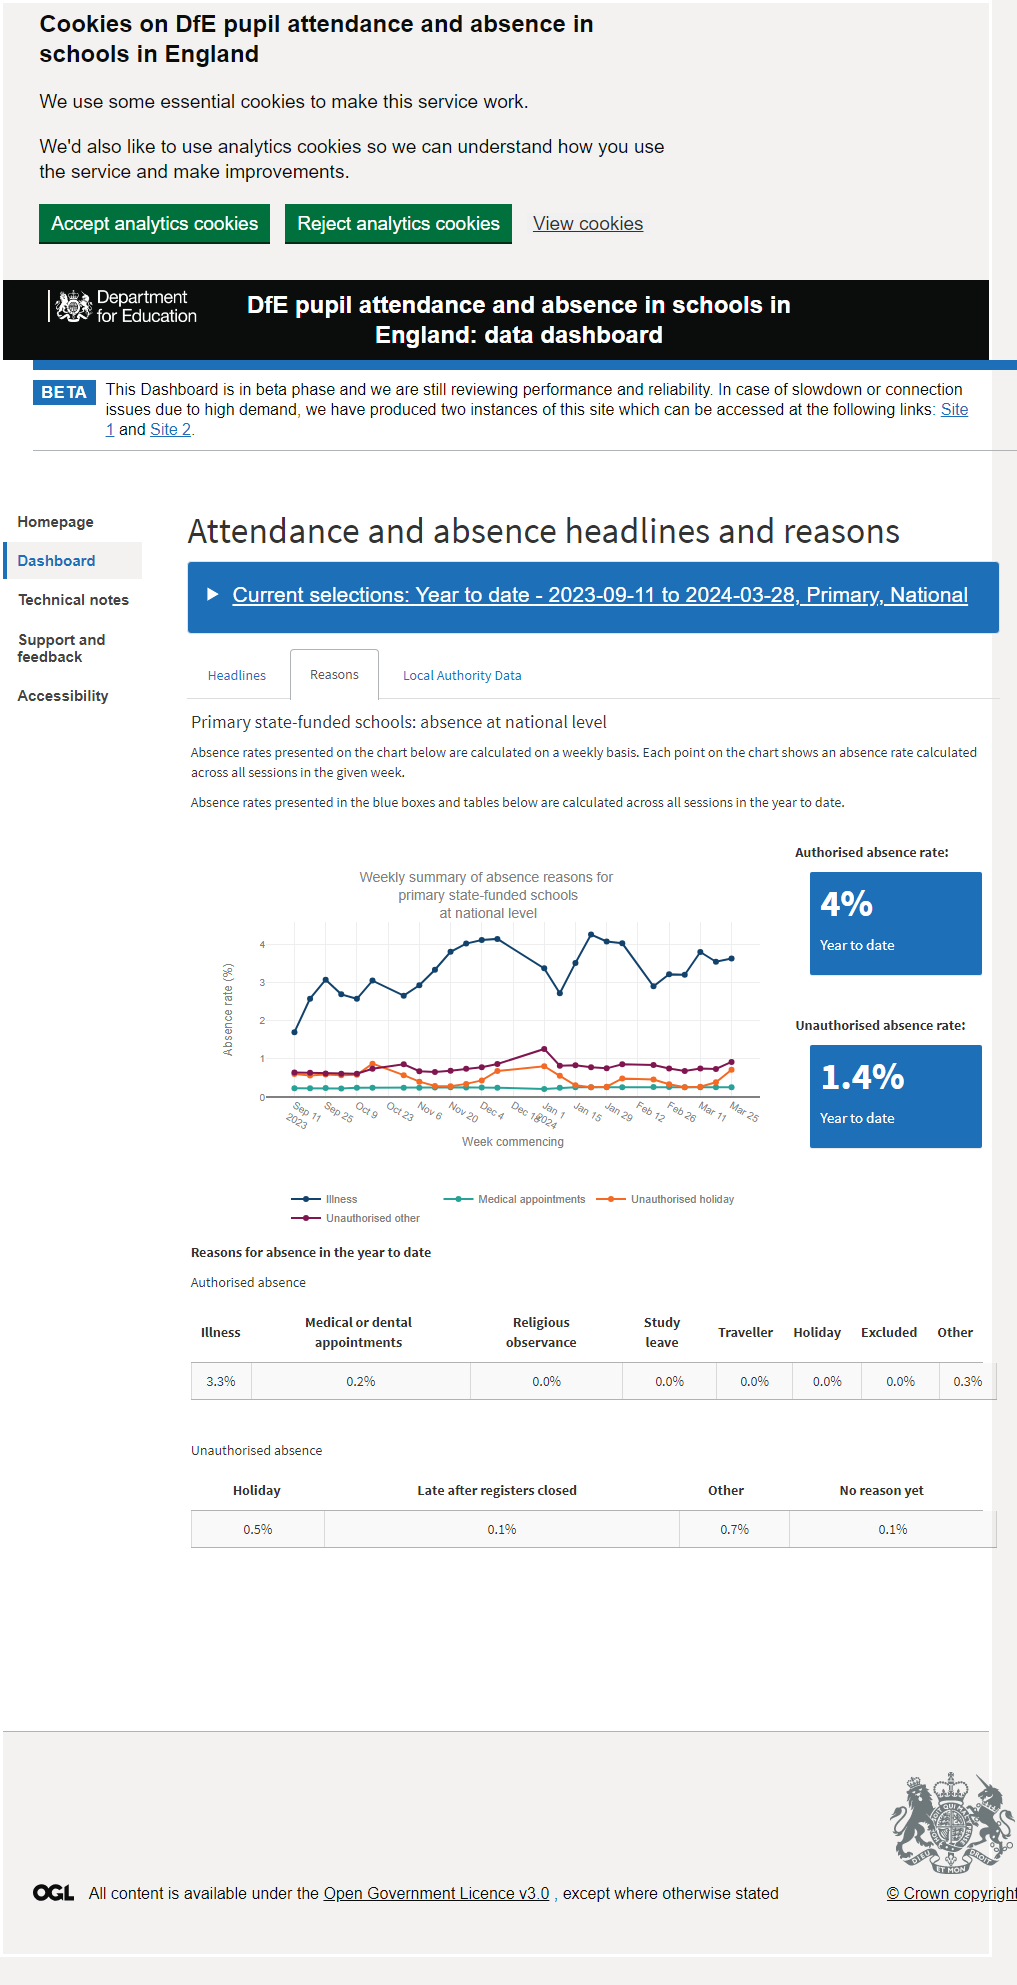 Cookies on DfE pupil attendance and absence in
schools in England
We use some essential cookies to make this service work.
We'd also like to use analytics cookies so we can understand how you use
the service and make improvements.
Accept analytics cookies Reject analytics cookies View cookies
Department
for Education
DfE pupil attendance and absence in schools in
England: data dashboard
BETA This Dashboard is in beta phase and we are still reviewing performance and reliability. In case of slowdown or connection
issues due to high demand, we have produced two instances of this site which can be accessed at the following links: Site
1 and Site 2.
Homepage
Dashboard
Technical notes
Support and
feedback
Accessibility
Attendance and absence headlines and reasons
Current selections: Year to date - 2023-09-11 to 2024-03-28, Primary, National
Headlines Reasons Local Authority Data
Primary state-funded schools: absence at national level
Absence rates presented on the chart below are calculated on a weekly basis. Each point on the chart shows an absence rate calculated
across all sessions in the given week.
Absence rates presented in the blue boxes and tables below are calculated across all sessions in the year to date.
Weekly summary of absence reasons for
primary state-funded schools
at national level
Absence rate (%)
4
3
2
1
0
Sep 11 Sep 25 Oct 9 Oct 23 Nov 6 Nov 20 Dec 4 Dec 18 Jan 1 Jan 15 Jan 29 Feb 12 Feb 26 Mar 11 Mar 25
2023 2024
Week commencing
Illness Medical appointments Unauthorised holiday
Unauthorised other
Authorised absence rate:
4%
Year to date
Unauthorised absence rate:
1.4%
Year to date
Reasons for absence in the year to date
Authorised absence
Illness Medical or dental appointments Religious observance Study leave Traveller Holiday Excluded Other
3.3% 0.2% 0.0% 0.0% 0.0% 0.0% 0.0% 0.3%
Unauthorised absence
Holiday Late after registers closed Other No reason yet
0.5% 0.1% 0.7% 0.1%
DIEU ET MON DROIT
OGL All content is available under the Open Government Licence v3.0 , except where otherwise stated
© Crown copyright